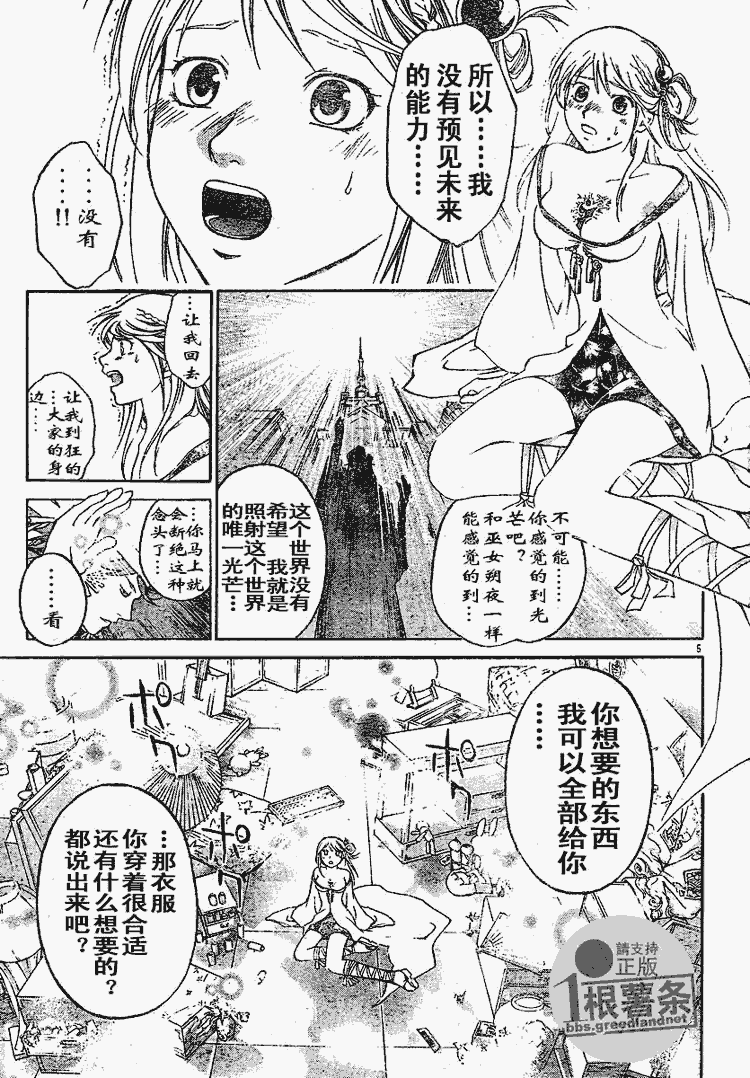 所以……我
没有预见未来
的能力……
……没有
……!!
…让我回去
让我到狂的
…大家的身
边……
这个世界没有
希望 我就是
照射这个世界
的唯一光芒…
不可能……
你感觉的到光
芒吧？
和巫女朔夜一样
能感觉的到…
…你马上就
会断绝这种
念头了…
……看
5
你想要的东西
我可以全部给你
……
ポワ
ポ
ポ
…那衣服
你穿着很合适
还有什么想要的？
都说出来吧？
請支持
正版
1根薯条
bbs.greedland.net